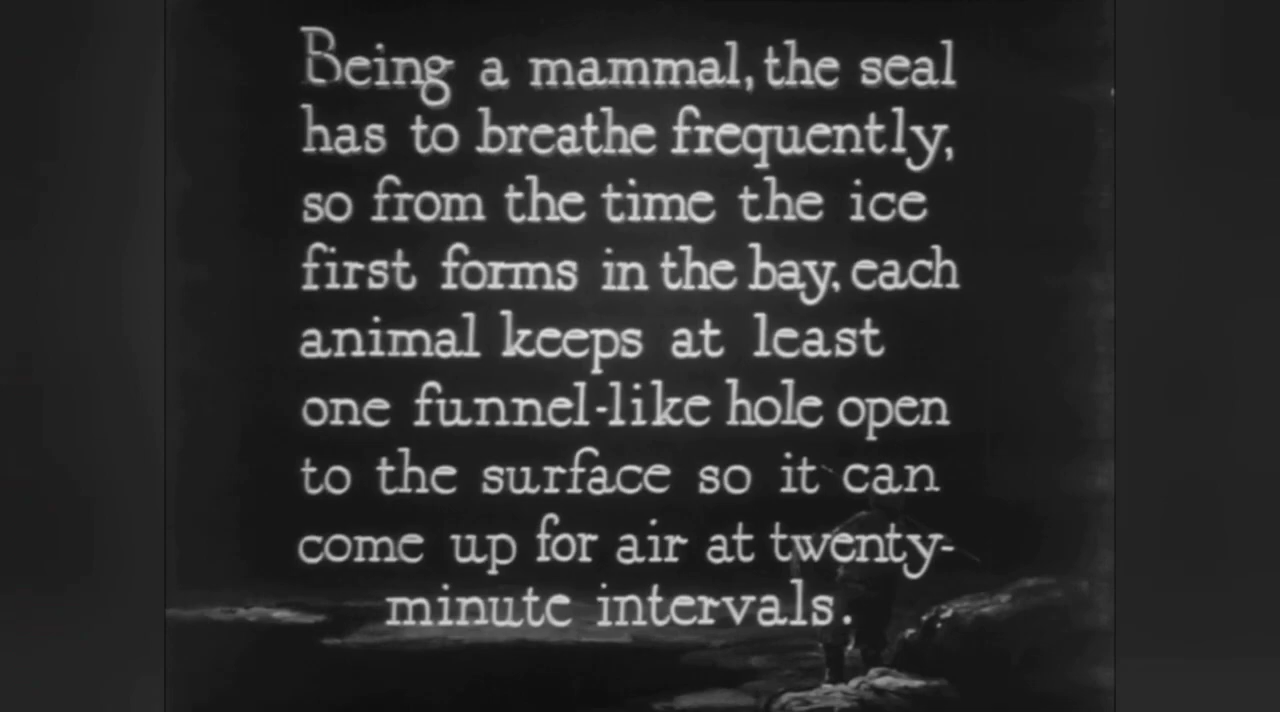 Being a mammal, the seal
has to breathe frequently,
so from the time the ice
first forms in the bay, each
animal keeps at least
one funnel-like hole open
to the surface so it can
come up for air at twenty-
minute intervals.